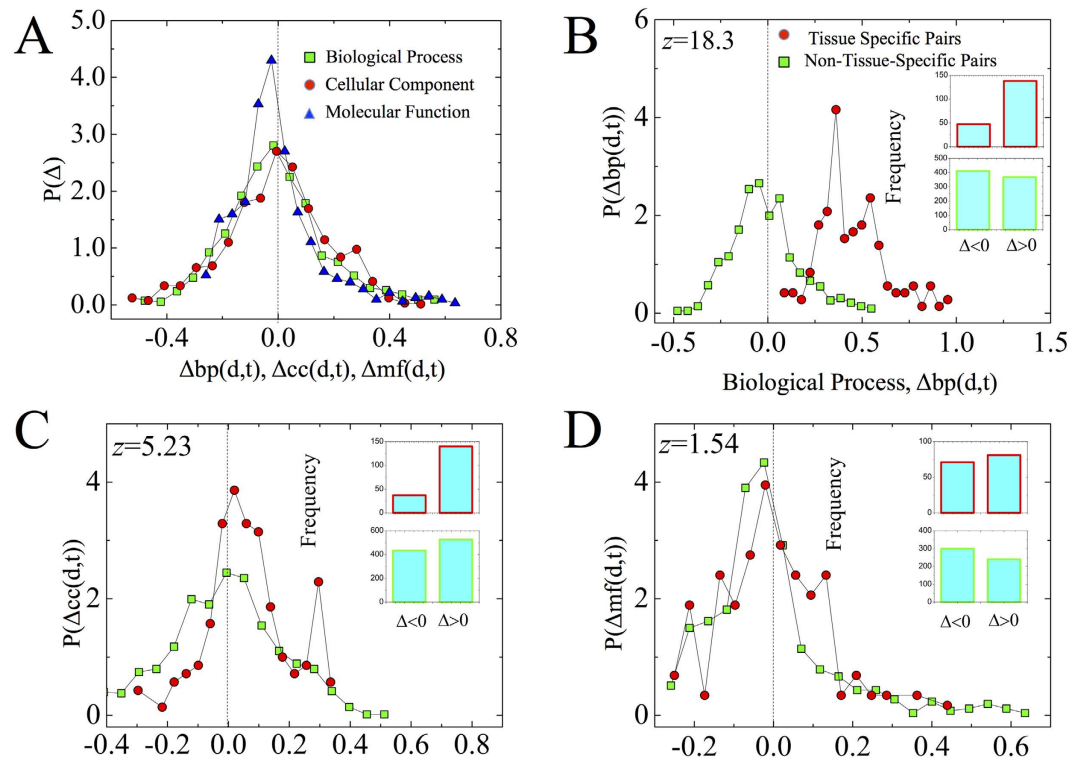 A
5.0
4.0
3.0
2.0
1.0
0.0
P(Δ)
Biological Process
Cellular Component
Molecular Function
-0.4 0.0 0.4 0.8
Δbp(d,t), Δcc(d,t), Δmf(d,t)
B
z=18.3
Tissue Specific Pairs
Non-Tissue-Specific Pairs
6
4
2
0
P(Δbp(d,t))
Frequency
150
100
50
0
500
400
300
200
100
0
Δ<0 Δ>0
-0.5 0.0 0.5 1.0 1.5
Biological Process, Δbp(d,t)
C
z=5.23
4
2
0
P(Δcc(d,t))
Frequency
150
100
50
0
600
400
200
0
Δ<0 Δ>0
-0.4 -0.2 0.0 0.2 0.4 0.6 0.8
D
z=1.54
4
2
0
P(Δmf(d,t))
Frequency
100
50
0
400
300
200
100
0
Δ<0 Δ>0
-0.2 0.0 0.2 0.4 0.6